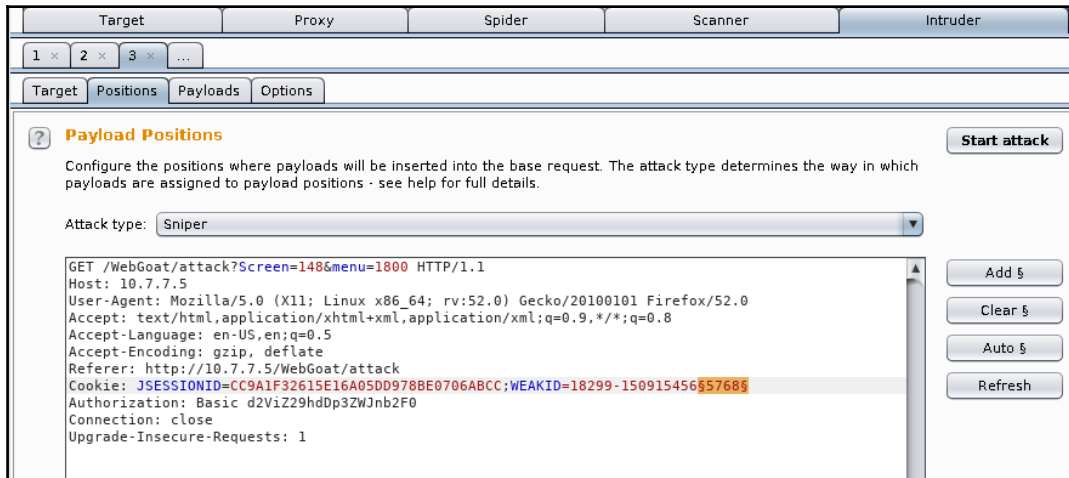 Target Proxy Spider Scanner Intruder
1 × 2 × 3 × ...
Target Positions Payloads Options
? Payload Positions
Start attack
Configure the positions where payloads will be inserted into the base request. The attack type determines the way in which
payloads are assigned to payload positions - see help for full details.
Attack type: Sniper
GET /WebGoat/attack?Screen=148&menu=1800 HTTP/1.1
Host: 10.7.7.5
User-Agent: Mozilla/5.0 (X11; Linux x86_64; rv:52.0) Gecko/20100101 Firefox/52.0
Accept: text/html,application/xhtml+xml,application/xml;q=0.9,*/*;q=0.8
Accept-Language: en-US,en;q=0.5
Accept-Encoding: gzip, deflate
Referer: http://10.7.7.5/WebGoat/attack
Cookie: JSESSIONID=CC9A1F32615E16A05DD978BE0706ABCC;WEAKID=18299-150915456§5768§
Authorization: Basic d2ViZ29hdDp3ZWJnb2F0
Connection: close
Upgrade-Insecure-Requests: 1
Add §
Clear §
Auto §
Refresh